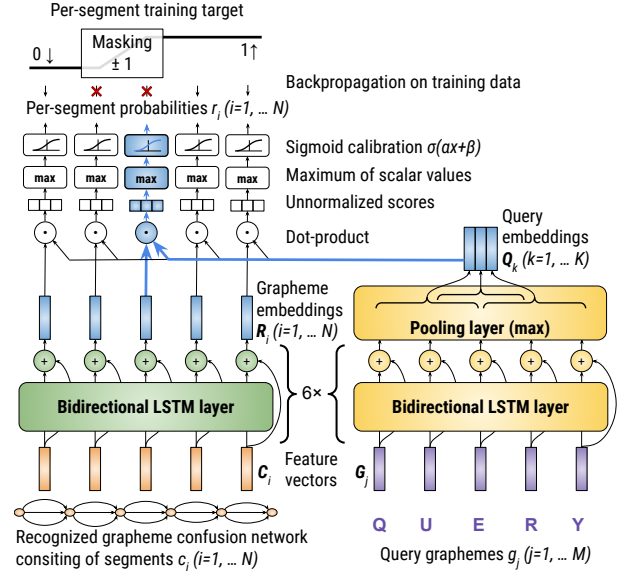 Per-segment training target
0 ↓
Masking
± 1
1↑
Backpropagation on training data
Per-segment probabilities r_i (i=1, ... N)
Sigmoid calibration σ(αx+β)
max max max max max
Maximum of scalar values
Unnormalized scores
Dot-product
Query
embeddings
Q_k (k=1, ... K)
Grapheme
embeddings
R_i (i=1, ... N)
Pooling layer (max)
+ + + + +
+ + + + +
Bidirectional LSTM layer
6×
Bidirectional LSTM layer
C_i
Feature
vectors
G_j
Q U E R Y
Recognized grapheme confusion network
consiting of segments c_i (i=1, ... N)
Query graphemes g_j (j=1, ... M)